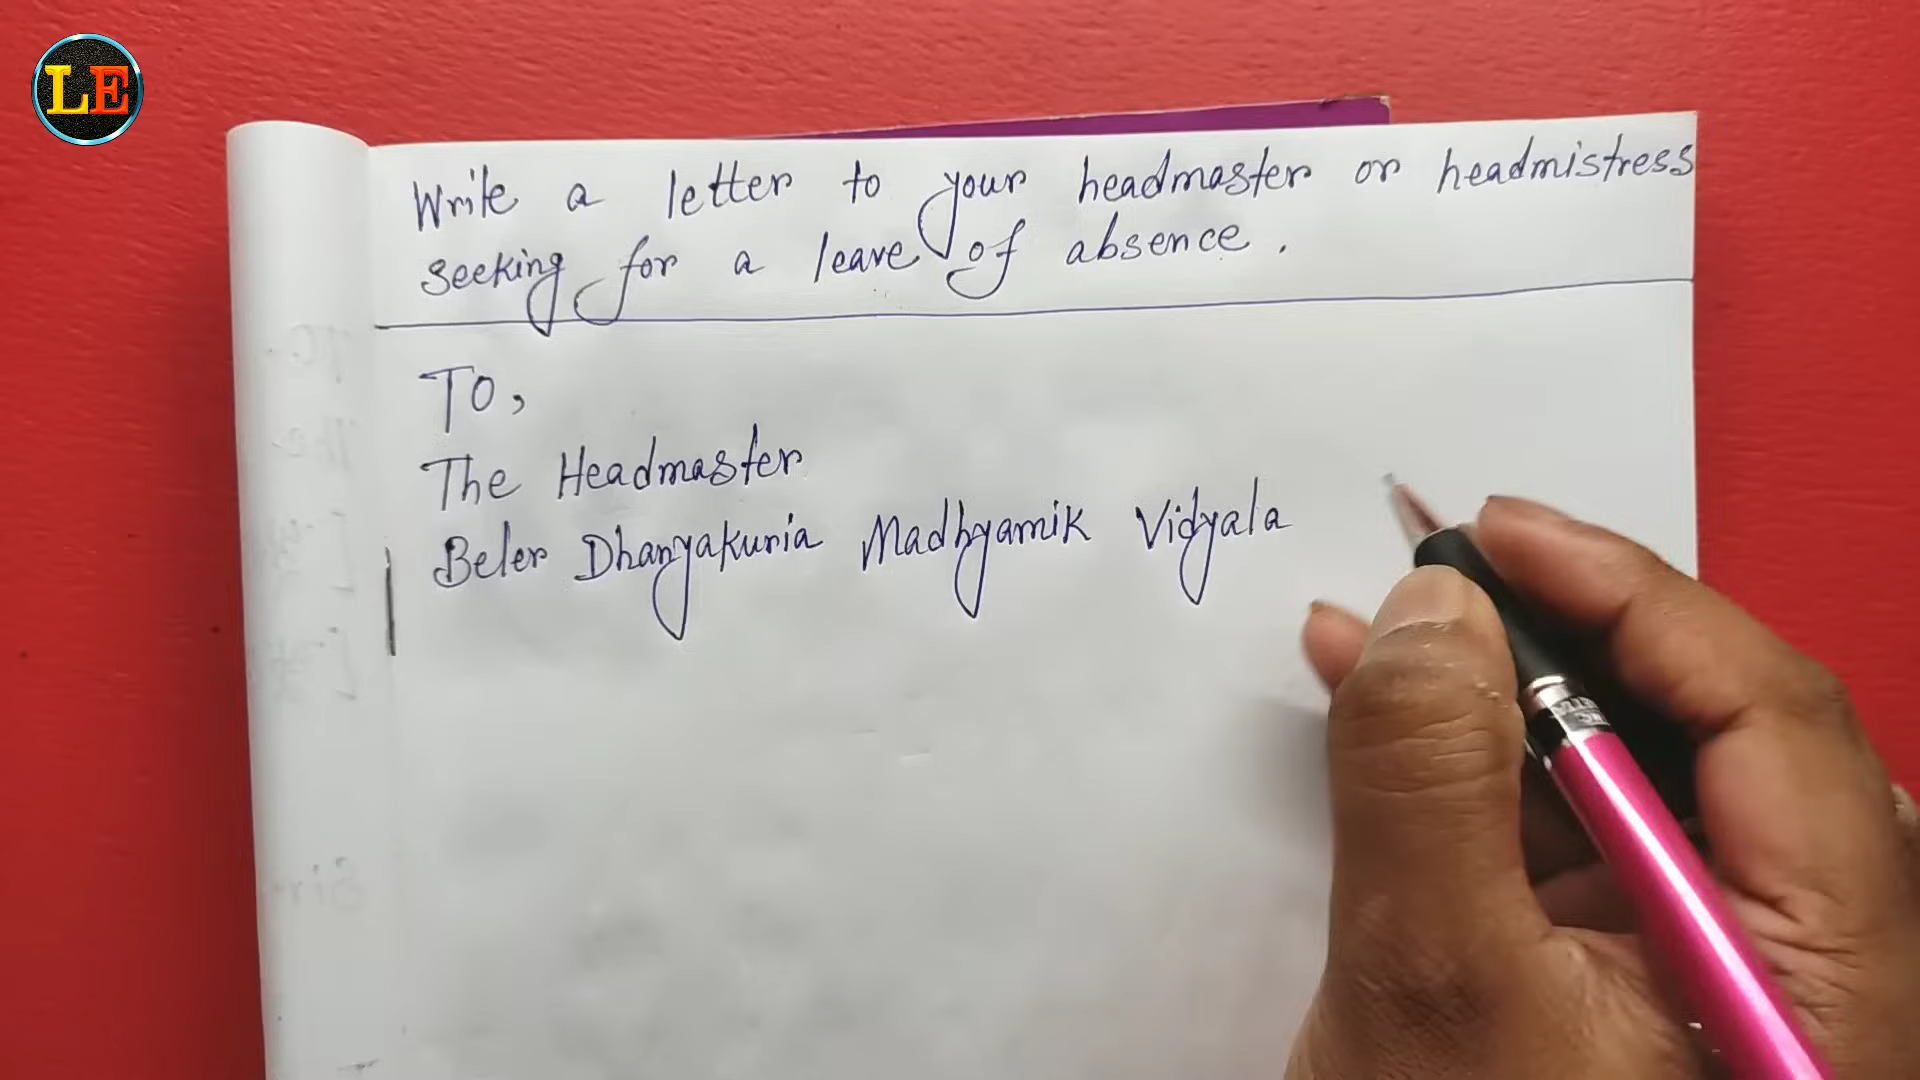 LE
Write a letter to your headmaster or headmistress
seeking for a leave of absence.
To,
The Headmaster
Beler Dhanyakuria Madhyamik Vidyala